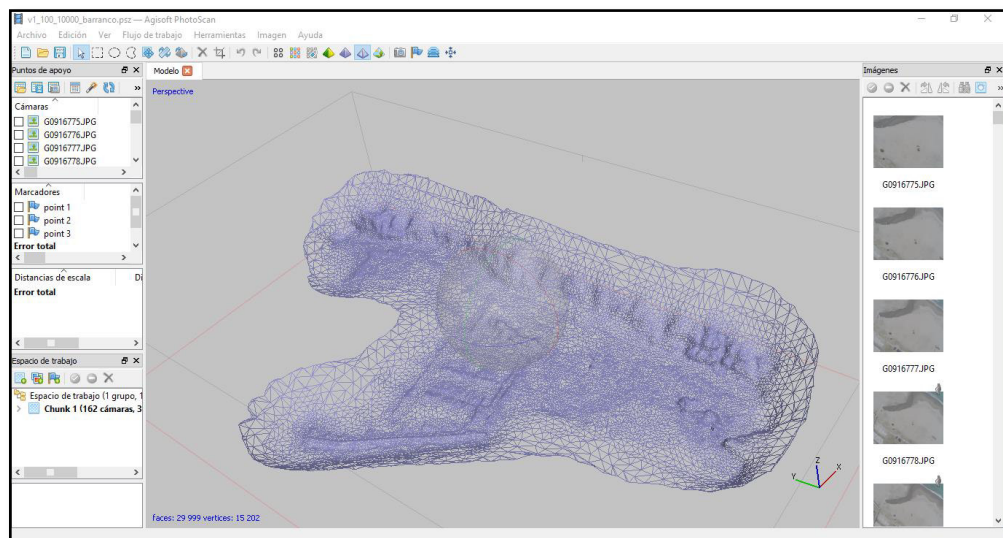 v1_100_10000_barranco.psz — Agisoft PhotoScan
Archivo Edición Ver Flujo de trabajo Herramientas Imagen Ayuda
Puntos de apoyo
Cámaras
G0916775.JPG
G0916776.JPG
G0916777.JPG
G0916778.JPG
Marcadores
point 1
point 2
point 3
Error total
Distancias de escala Di
Error total
Espacio de trabajo
Espacio de trabajo (1 grupo, 1
Chunk 1 (162 cámaras, 3
Modelo
Perspective
Z
X
Y
faces: 29 999 vertices: 15 202
Imágenes
G0916775.JPG
G0916776.JPG
G0916777.JPG
G0916778.JPG